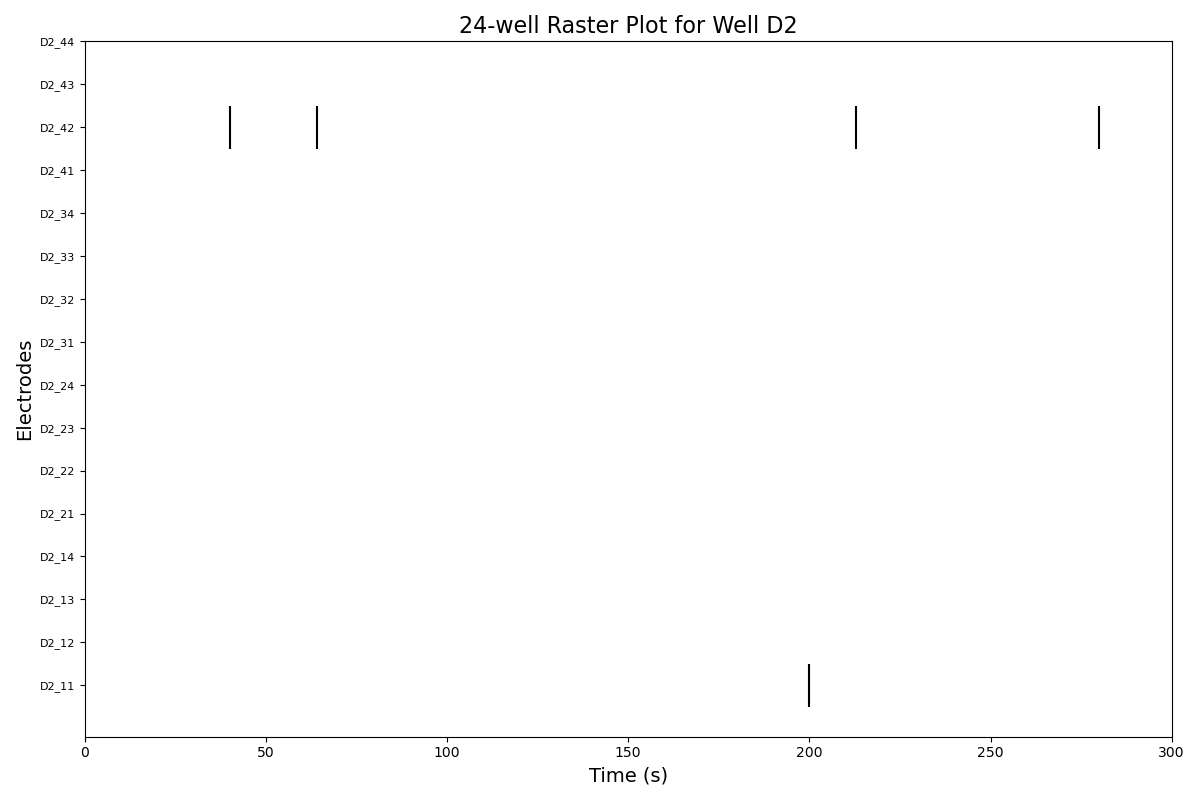 24-well Raster Plot for Well D2
D2_44
D2_43
D2_42
D2_41
D2_34
D2_33
D2_32
D2_31
D2_24
D2_23
D2_22
D2_21
D2_14
D2_13
D2_12
D2_11
Electrodes
0 50 100 150 200 250 300
Time (s)